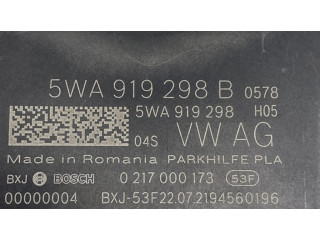 5WA 919 298 B 0578
5WA 919 298 H05
04S VW AG
Made in Romania PARKHILFE PLA
BXJ BOSCH 0 217 000 173 53F
00000004 BXJ-53F22.07.2194560196